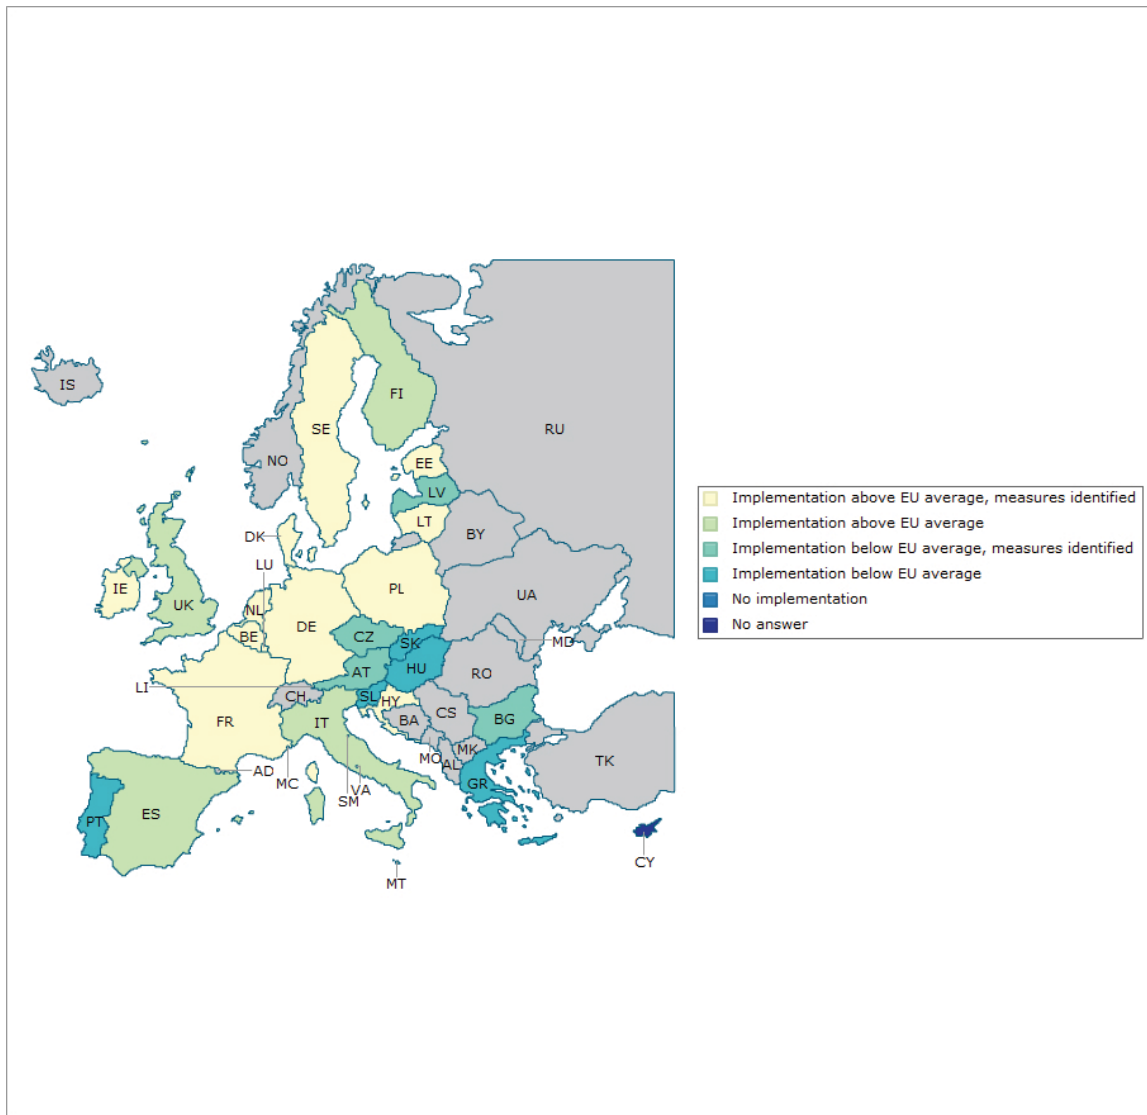 IS
FI
SE
RU
NO
EE
LV
LT
DK
BY
LU
IE
PL
UK
NL
UA
BE
DE
CZ
SK
MD
AT
HU
RO
LI
CH
SL
HY
FR
IT
BA
CS
BG
MK
MO
AL
TK
AD
MC
VA
SM
GR
ES
PT
CY
MT
Implementation above EU average, measures identified
Implementation above EU average
Implementation below EU average, measures identified
Implementation below EU average
No implementation
No answer